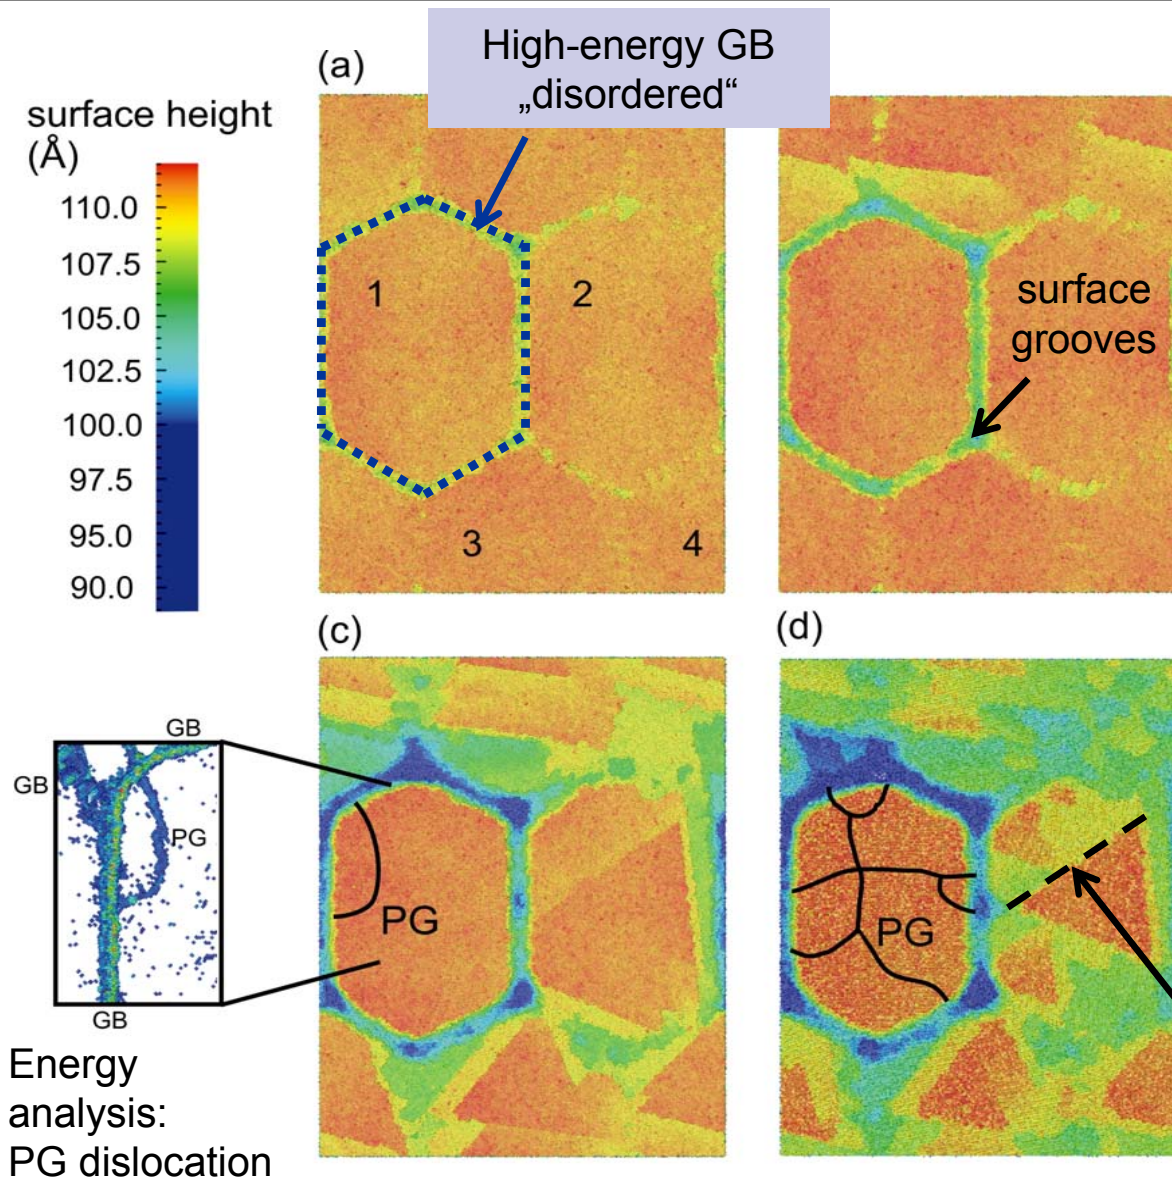 High-energy GB
„disordered“
(a)
surface height
(Å)
110.0
107.5
105.0
102.5
100.0
97.5
95.0
90.0
1
2
3
4
surface
grooves
(c)
(d)
GB
GB
PG
GB
PG
PG
Energy
analysis:
PG dislocation